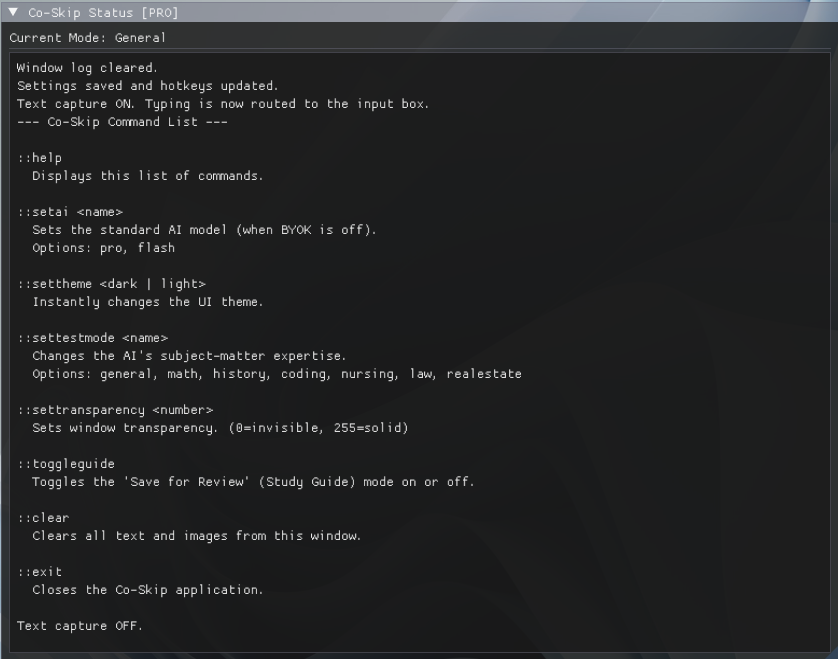 Co-Skip Status [PRO]
Current Mode: General
Window log cleared.
Settings saved and hotkeys updated.
Text capture ON. Typing is now routed to the input box.
--- Co-Skip Command List ---
::help
Displays this list of commands.
::setai <name>
Sets the standard AI model (when BYOK is off).
Options: pro, flash
::settheme <dark | light>
Instantly changes the UI theme.
::settestmode <name>
Changes the AI's subject-matter expertise.
Options: general, math, history, coding, nursing, law, realestate
::settransparency <number>
Sets window transparency. (0=invisible, 255=solid)
::toggleguide
Toggles the 'Save for Review' (Study Guide) mode on or off.
::clear
Clears all text and images from this window.
::exit
Closes the Co-Skip application.
Text capture OFF.